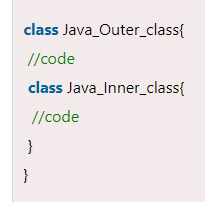 class Java_Outer_class{
//code
class Java_Inner_class{
//code
}
}